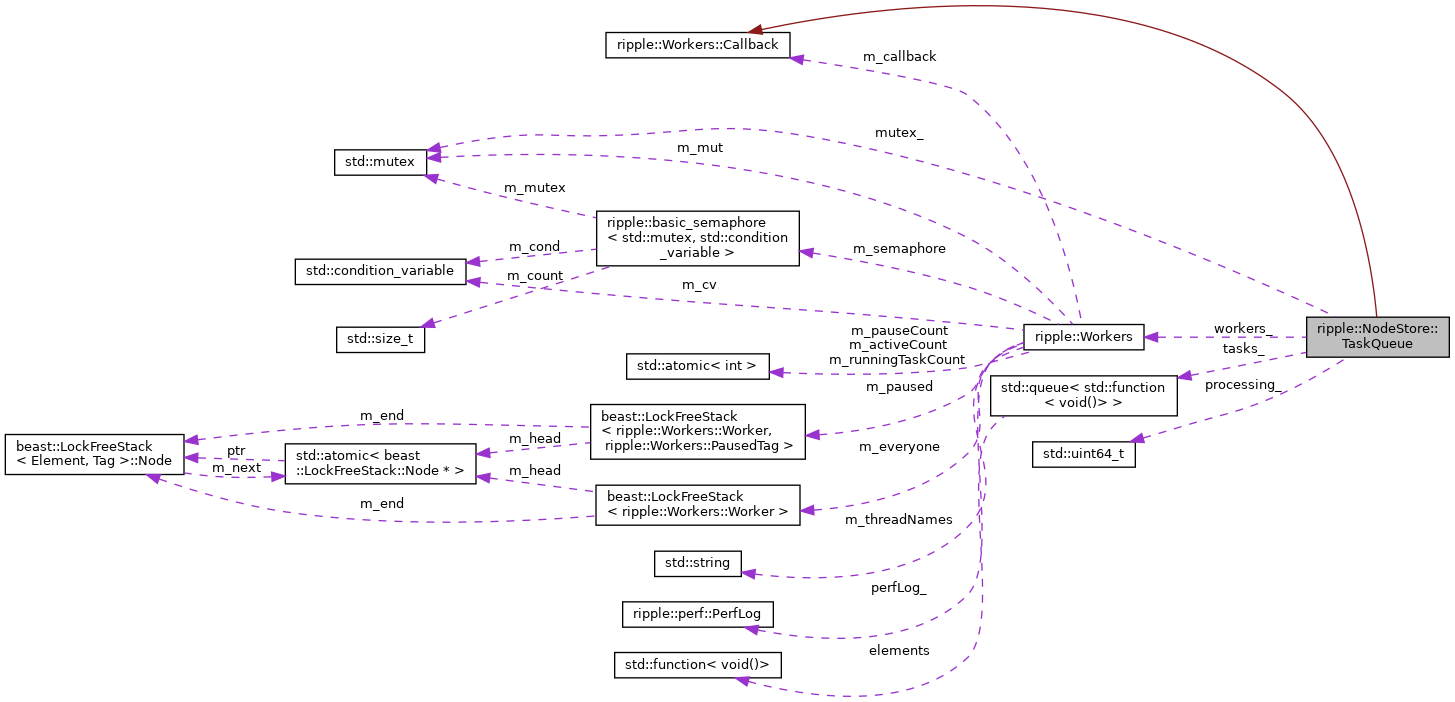 ripple::Workers::Callback
m_callback
mutex_
m_mut
std::mutex
m_mutex
ripple::basic_semaphore
< std::mutex, std::condition
_variable >
m_semaphore
m_cond
std::condition_variable
m_count
m_cv
std::size_t
ripple::NodeStore::
TaskQueue
workers_
ripple::Workers
m_pauseCount
m_activeCount
m_runningTaskCount
tasks_
std::atomic< int >
processing_
m_paused
std::queue< std::function
< void()> >
beast::LockFreeStack
< ripple::Workers::Worker,
ripple::Workers::PausedTag >
m_end
m_head
beast::LockFreeStack
< Element, Tag >::Node
ptr
m_next
std::atomic< beast
::LockFreeStack::Node * >
m_everyone
std::uint64_t
m_head
beast::LockFreeStack
< ripple::Workers::Worker >
m_end
m_threadNames
std::string
perfLog_
ripple::perf::PerfLog
elements
std::function< void()>